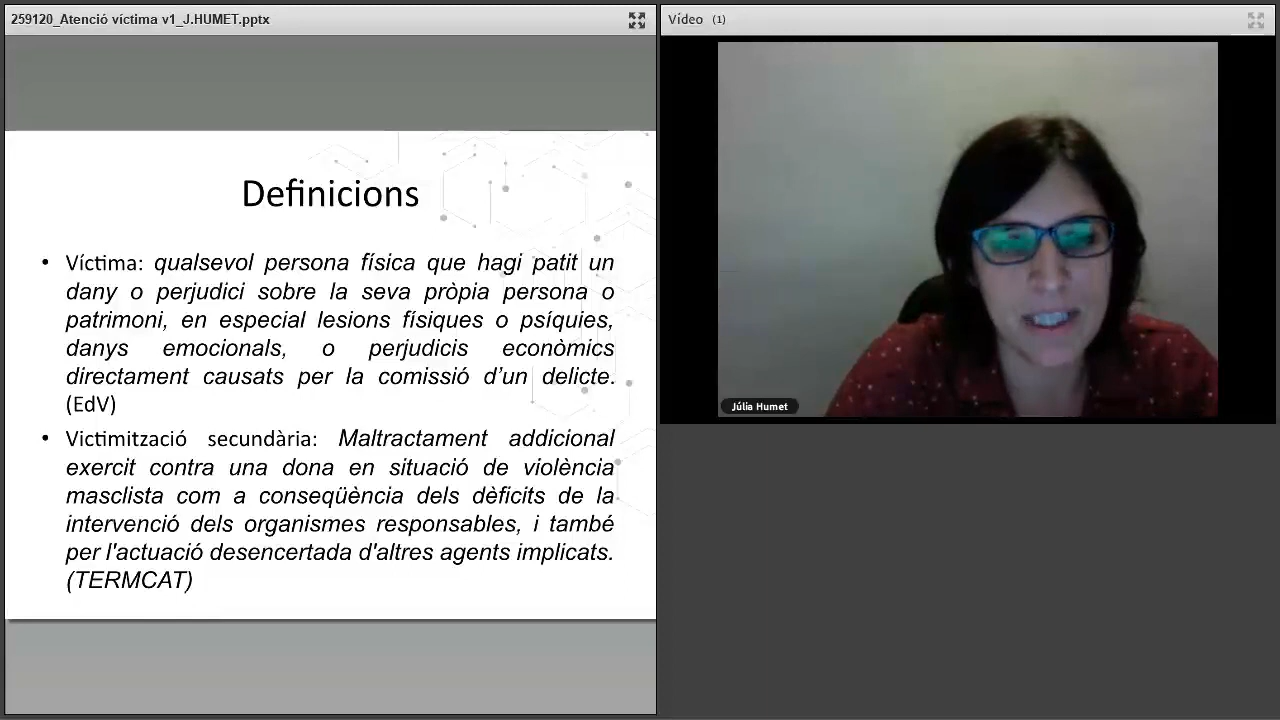 259120_Atenció víctima v1_J.HUMET.pptx
Vídeo (1)
Definicions
• Víctima: qualsevol persona física que hagi patit un
dany o perjudici sobre la seva pròpia persona o
patrimoni, en especial lesions físiques o psíquies,
danys emocionals, o perjudicis econòmics
directament causats per la comissió d’un delicte.
(EdV)
• Victimització secundària: Maltractament addicional
exercit contra una dona en situació de violència
masclista com a conseqüència dels dèficits de la
intervenció dels organismes responsables, i també
per l'actuació desencertada d'altres agents implicats.
(TERMCAT)
Júlia Humet